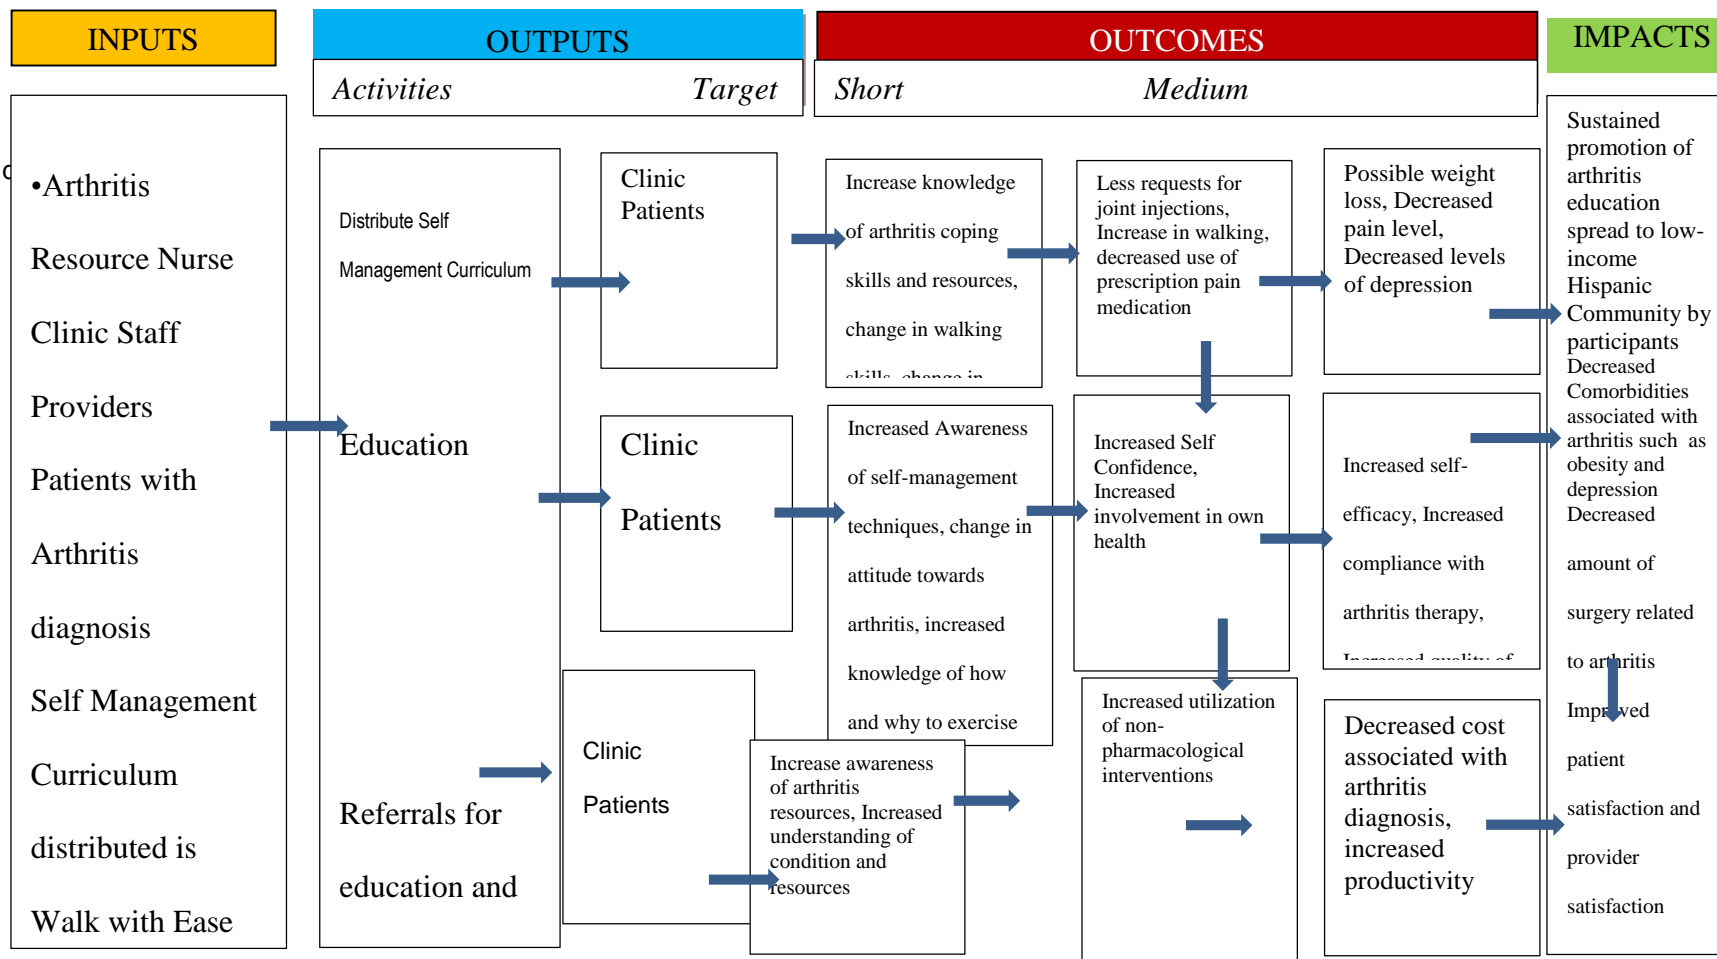 INPUTS
OUTPUTS
OUTCOMES
IMPACTS
Activities Target
Short Medium
•Arthritis
Resource Nurse
Clinic Staff
Providers
Patients with
Arthritis
diagnosis
Self Management
Curriculum
distributed is
Walk with Ease
Distribute Self
Management Curriculum
Education
Referrals for
education and
Clinic
Patients
Clinic
Patients
Clinic
Patients
Increase knowledge
of arthritis coping
skills and resources,
change in walking
skills, change in
Increased Awareness
of self-management
techniques, change in
attitude towards
arthritis, increased
knowledge of how
and why to exercise
Increase awareness
of arthritis
resources, Increased
understanding of
condition and
resources
Less requests for
joint injections,
Increase in walking,
decreased use of
prescription pain
medication
Increased Self
Confidence,
Increased
involvement in own
health
Increased utilization
of non-
pharmacological
interventions
Possible weight
loss, Decreased
pain level,
Decreased levels
of depression
Increased self-
efficacy, Increased
compliance with
arthritis therapy,
Increased quality of
Decreased cost
associated with
arthritis
diagnosis,
increased
productivity
Sustained
promotion of
arthritis
education
spread to low-
income
Hispanic
Community by
participants
Decreased
Comorbidities
associated with
arthritis such as
obesity and
depression
Decreased
amount of
surgery related
to arthritis
Improved
patient
satisfaction and
provider
satisfaction